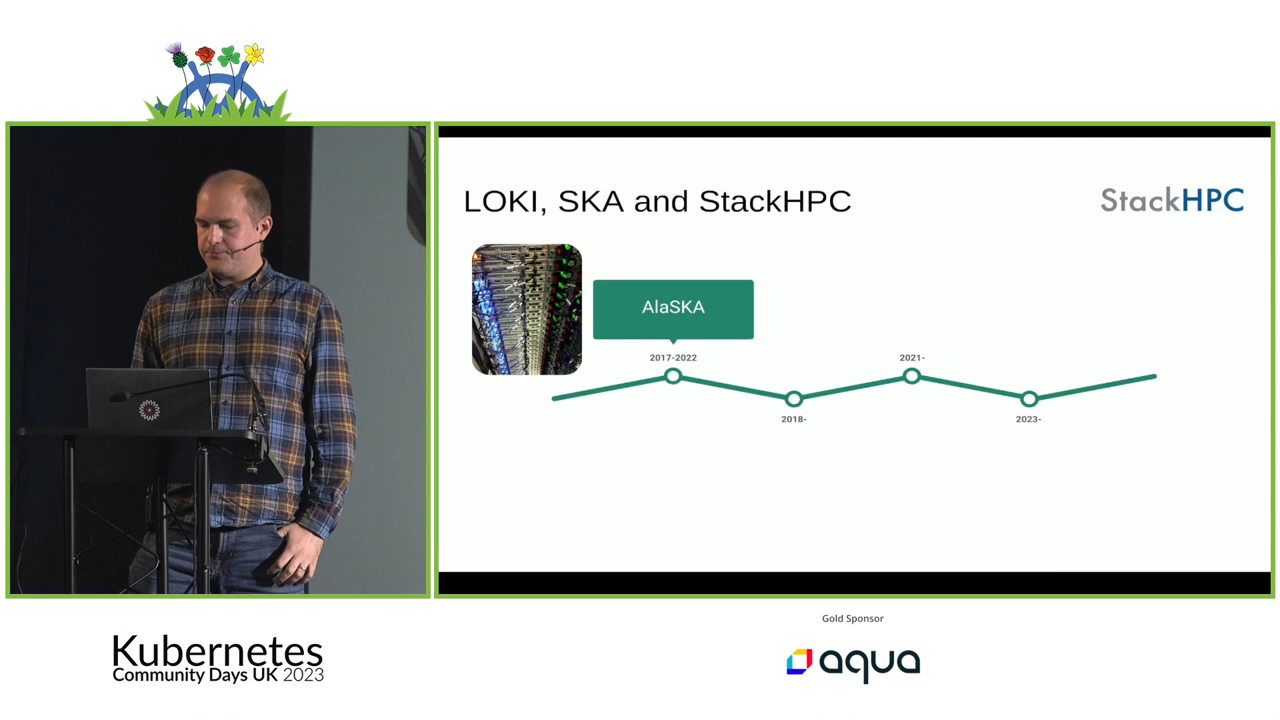 LOKI, SKA and StackHPC
StackHPC
AlaSKA
2017-2022
2021-
2018-
2023-
Gold Sponsor
aqua
Kubernetes
Community Days UK 2023